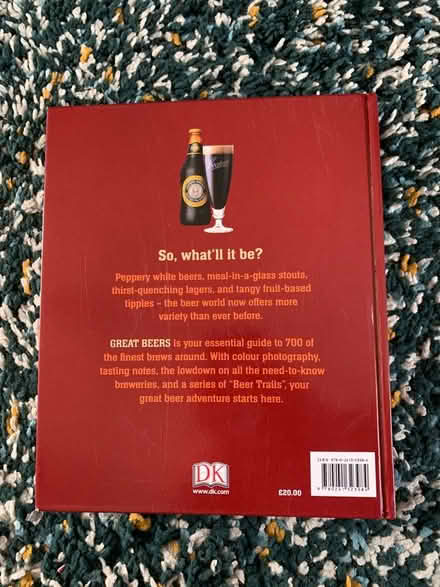 So, what'll it be?
Peppery white beers, meal-in-a-glass stouts,
thirst-quenching lagers, and tangy fruit-based
tipples – the beer world now offers more
variety than ever before.
GREAT BEERS is your essential guide to 700 of
the finest brews around. With colour photography,
tasting notes, the lowdown on all the need-to-know
breweries, and a series of "Beer Trails", your
great beer adventure starts here.
DK
www.dk.com
£20.00